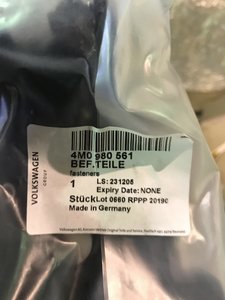 VOLKSWAGEN
GROUP
4M0 980 561
BEF.TEILE
fasteners
1 LS: 231205
Expiry Date: NONE
Stück Lot 0660 RPPP 20190
Made in Germany